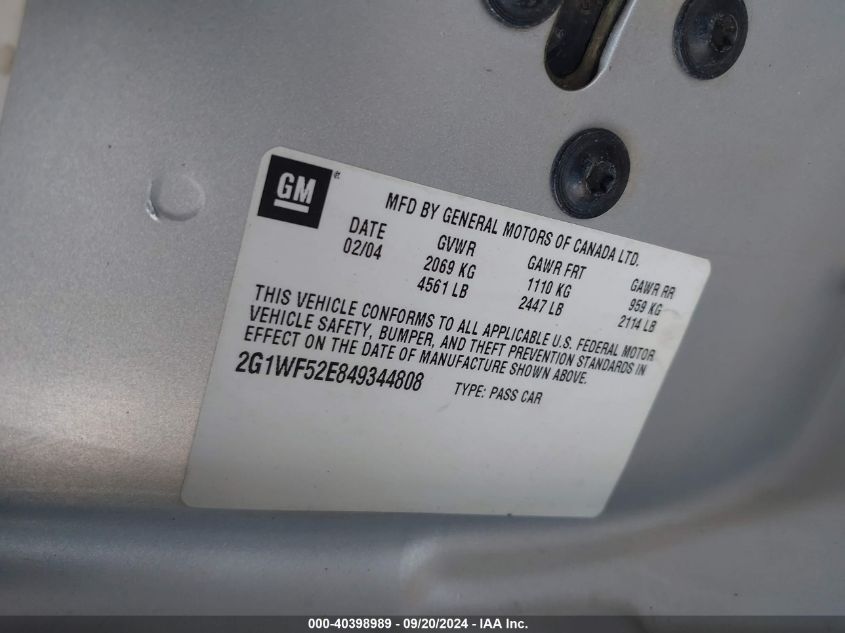 GM
MFD BY GENERAL MOTORS OF CANADA LTD.
DATE GVWR GAWR FRT GAWR RR
02/04 2069 KG 1110 KG 959 KG
4561 LB 2447 LB 2114 LB
THIS VEHICLE CONFORMS TO ALL APPLICABLE U.S. FEDERAL MOTOR
VEHICLE SAFETY, BUMPER, AND THEFT PREVENTION STANDARDS IN
EFFECT ON THE DATE OF MANUFACTURE SHOWN ABOVE.
2G1WF52E849344808 TYPE: PASS CAR
000-40398989 - 09/20/2024 - IAA Inc.